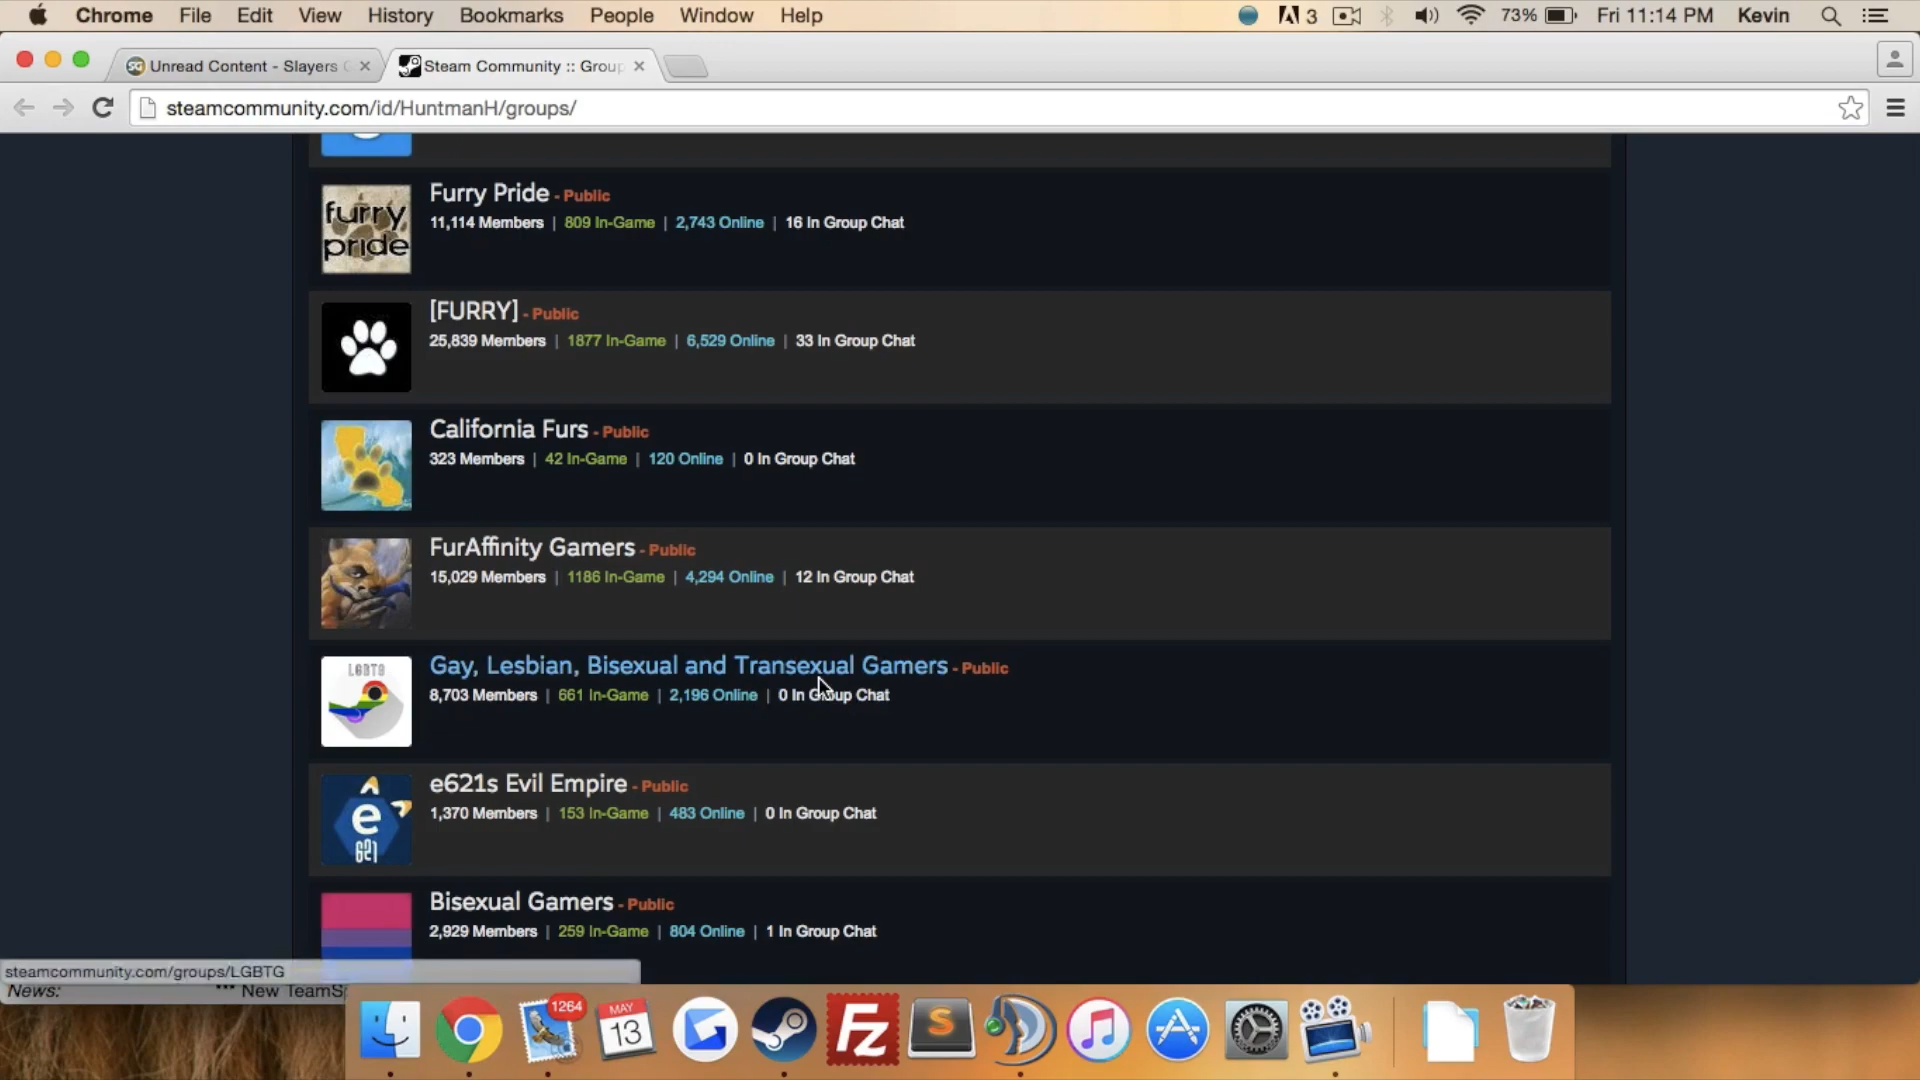 Chrome File Edit View History Bookmarks People Window Help 3 73% Fri 11:14 PM Kevin
Unread Content - Slayers Steam Community :: Group
steamcommunity.com/id/HuntmanH/groups/
furry pride
Furry Pride - Public
11,114 Members | 809 In-Game | 2,743 Online | 16 In Group Chat
[FURRY] - Public
25,839 Members | 1877 In-Game | 6,529 Online | 33 In Group Chat
California Furs - Public
323 Members | 42 In-Game | 120 Online | 0 In Group Chat
FurAffinity Gamers - Public
15,029 Members | 1186 In-Game | 4,294 Online | 12 In Group Chat
LGBTG
Gay, Lesbian, Bisexual and Transexual Gamers - Public
8,703 Members | 661 In-Game | 2,196 Online | 0 In Group Chat
e621
e621s Evil Empire - Public
1,370 Members | 153 In-Game | 483 Online | 0 In Group Chat
Bisexual Gamers - Public
2,929 Members | 259 In-Game | 804 Online | 1 In Group Chat
steamcommunity.com/groups/LGBTG
News: *** New TeamS
1264
MAY
13
Fz
S